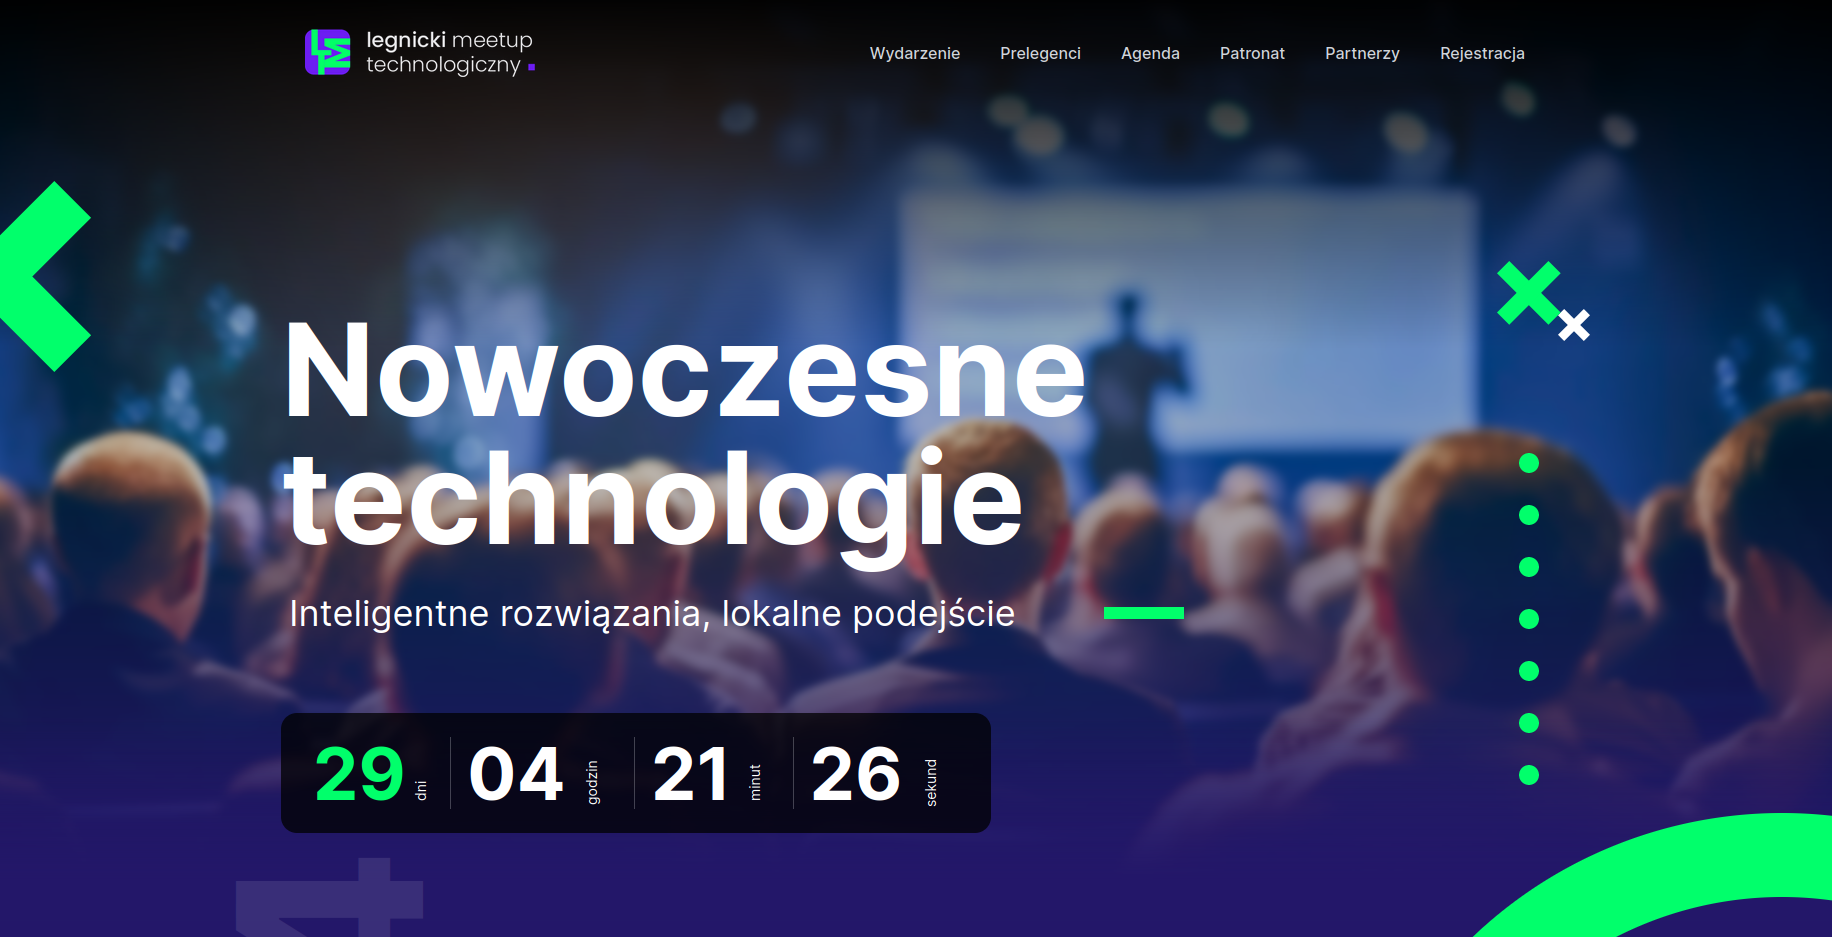 legnicki meetup
technologiczny
Wydarzenie Prelegenci Agenda Patronat Partnerzy Rejestracja
Nowoczesne
technologie
Inteligentne rozwiązania, lokalne podejście
29 dni 04 godzin 21 minut 26 sekund
4